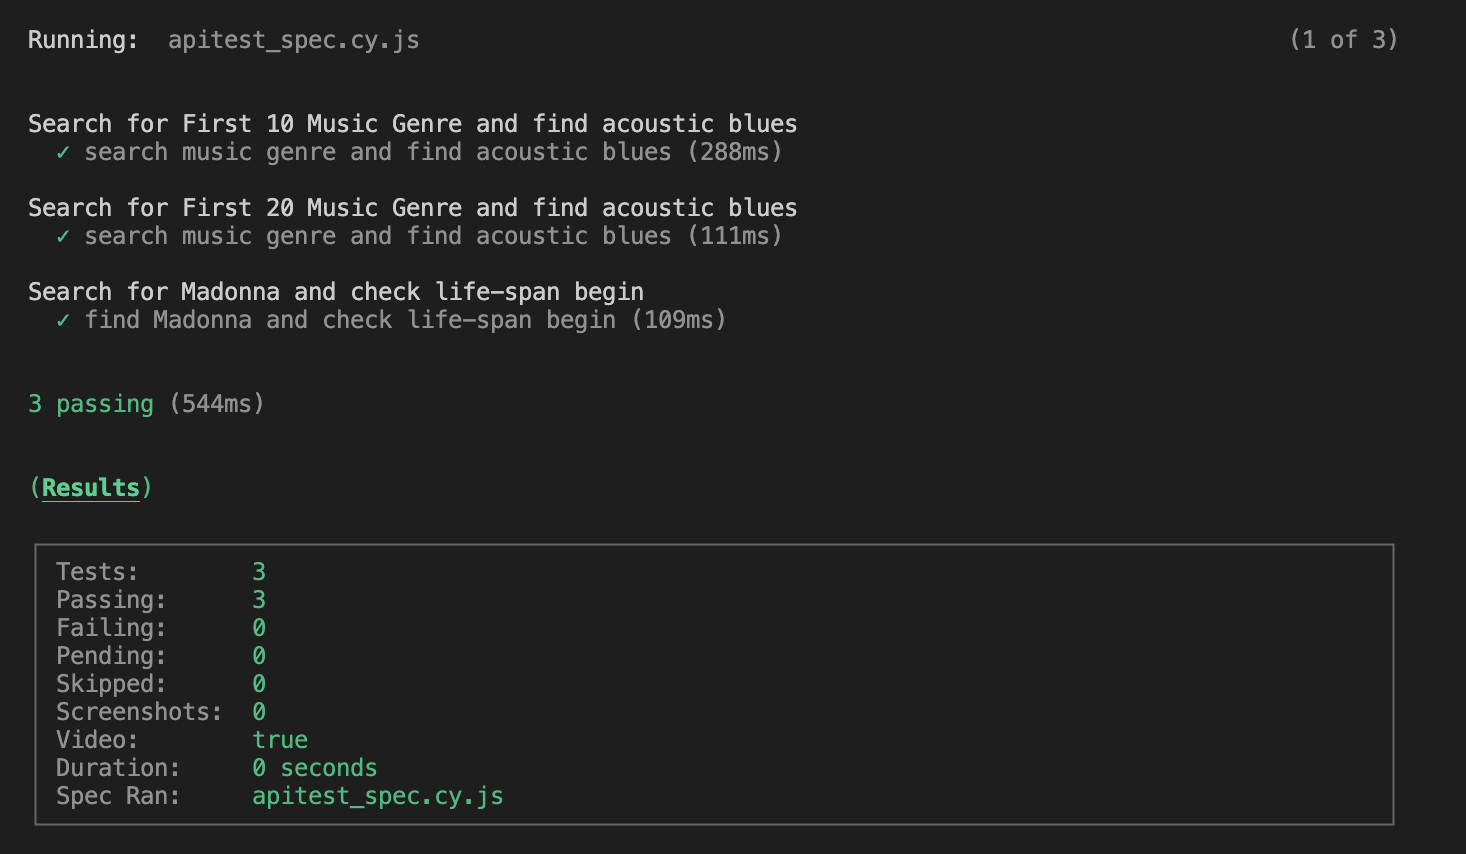 Running:  apitest_spec.cy.js (1 of 3)
Search for First 10 Music Genre and find acoustic blues
✓ search music genre and find acoustic blues (288ms)
Search for First 20 Music Genre and find acoustic blues
✓ search music genre and find acoustic blues (111ms)
Search for Madonna and check life-span begin
✓ find Madonna and check life-span begin (109ms)
3 passing (544ms)
(Results)
Tests: 3
Passing: 3
Failing: 0
Pending: 0
Skipped: 0
Screenshots: 0
Video: true
Duration: 0 seconds
Spec Ran: apitest_spec.cy.js